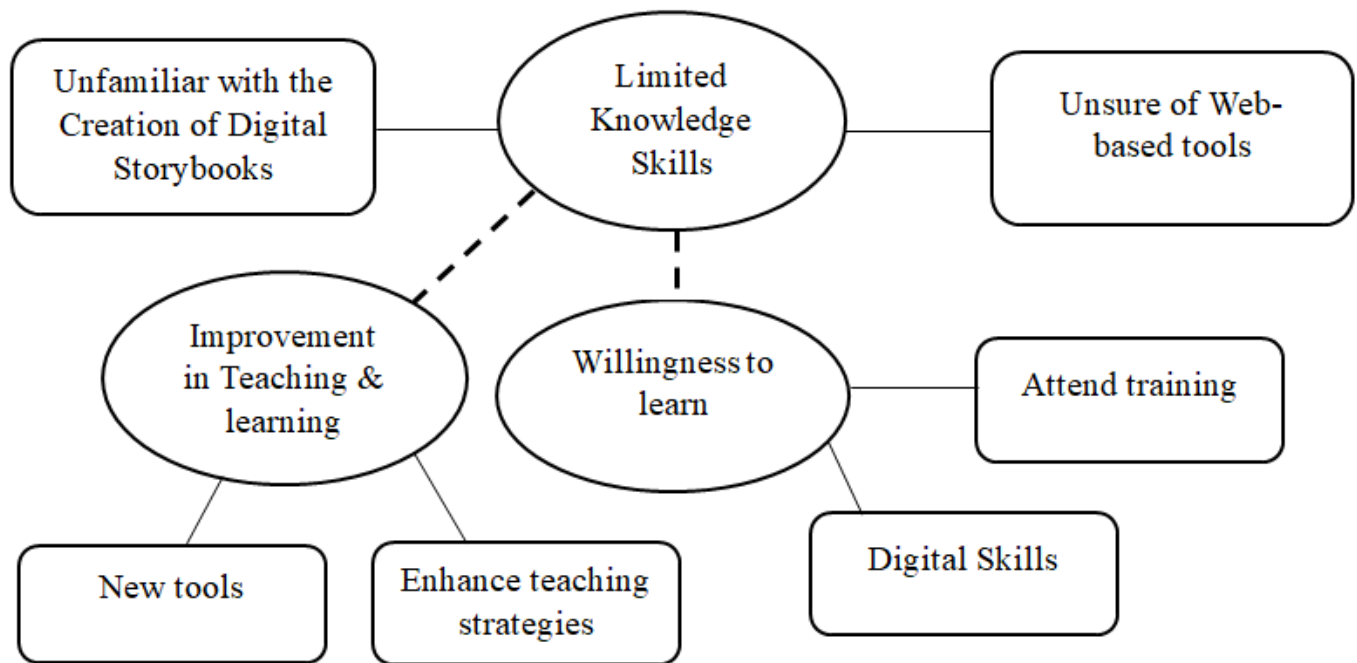 Unfamiliar with the
Creation of Digital
Storybooks
Limited
Knowledge
Skills
Unsure of Web-
based tools
Improvement
in Teaching &
learning
Willingness to
learn
Attend training
New tools
Enhance teaching
strategies
Digital Skills